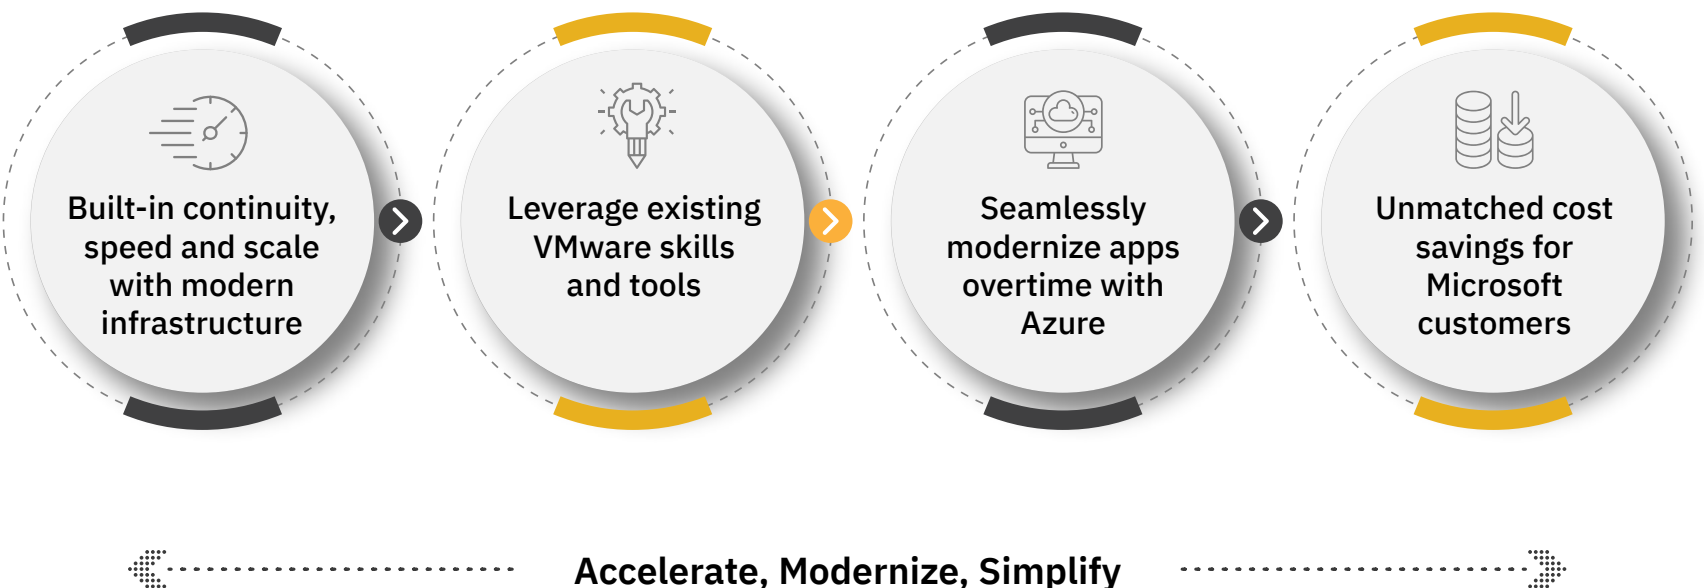 Built-in continuity,
speed and scale
with modern
infrastructure
Leverage existing
VMware skills
and tools
Seamlessly
modernize apps
overtime with
Azure
Unmatched cost
savings for
Microsoft
customers
Accelerate, Modernize, Simplify